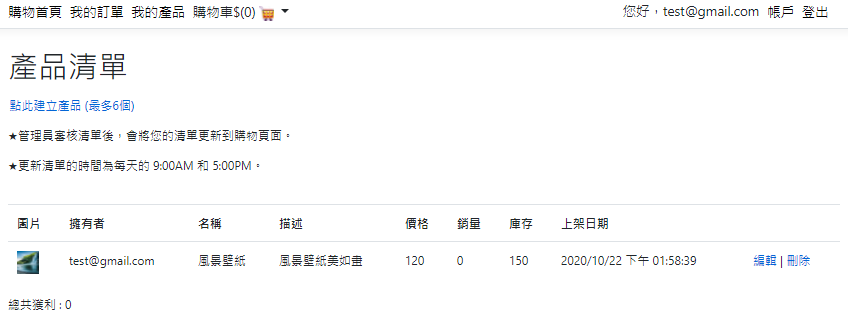 購物首頁 我的訂單 我的產品 購物車$(0) 您好，test@gmail.com 帳戶 登出
產品清單
點此建立產品 (最多6個)
★管理員審核清單後，會將您的清單更新到購物頁面。
★更新清單的時間為每天的 9:00AM 和 5:00PM。
圖片 擁有者 名稱 描述 價格 銷量 庫存 上架日期
test@gmail.com 風景壁紙 風景壁紙美如畫 120 0 150 2020/10/22 下午 01:58:39 編輯 | 刪除
總共獲利 : 0